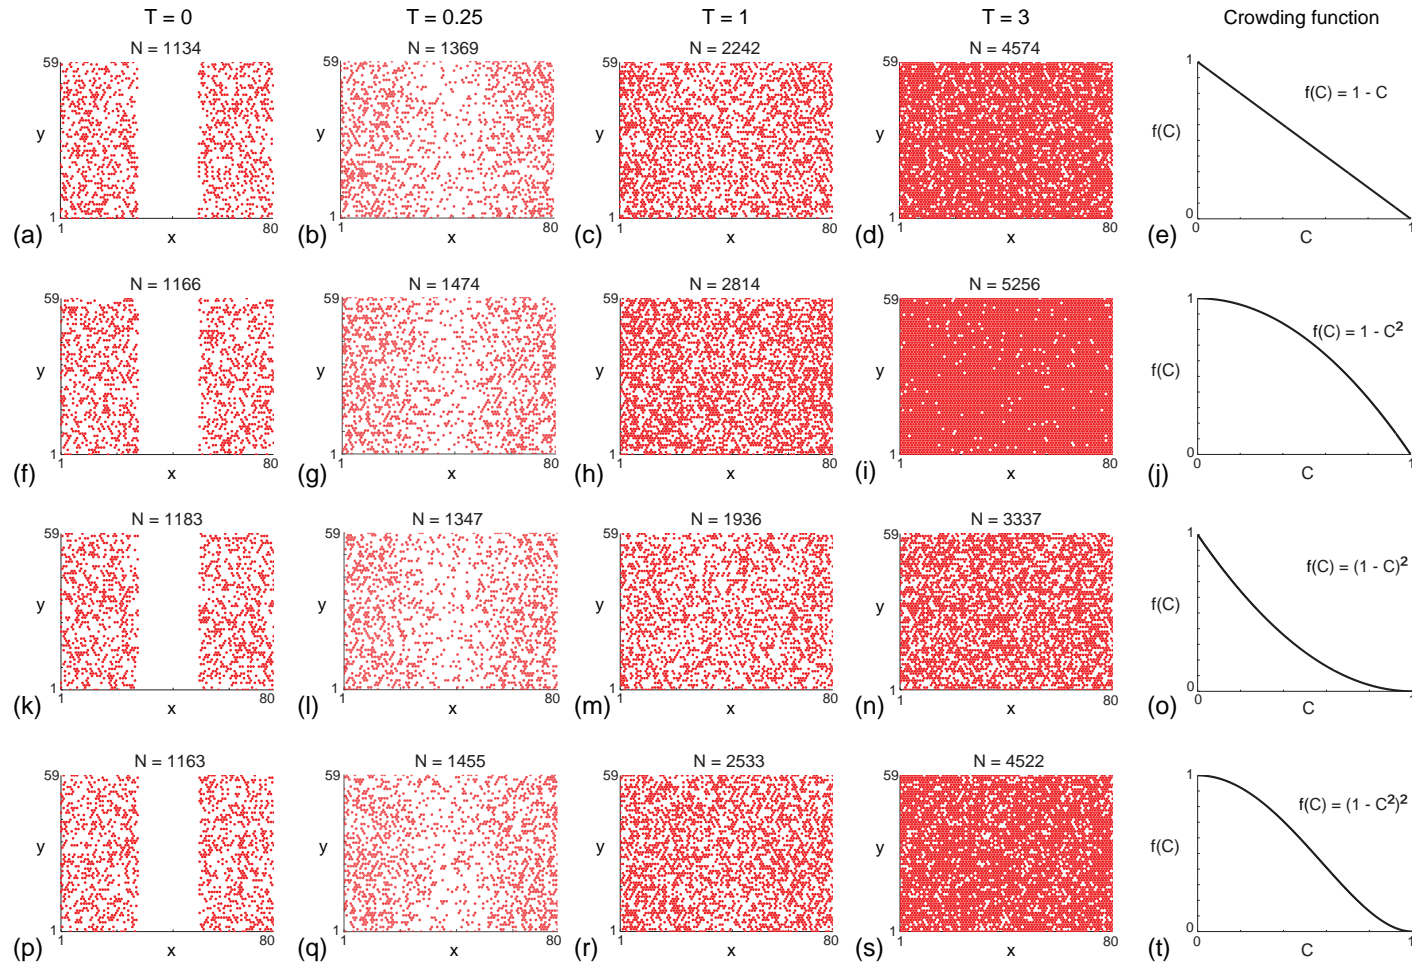 T = 0 T = 0.25 T = 1 T = 3 Crowding function
N = 1134 N = 1369 N = 2242 N = 4574
59 y 1 1 x 80
(a)
59 y 1 1 x 80
(b)
59 y 1 1 x 80
(c)
59 y 1 1 x 80
(d)
1 f(C) = 1 - C
f(C)
0 0 C 1
(e)
N = 1166 N = 1474 N = 2814 N = 5256
59 y 1 1 x 80
(f)
59 y 1 1 x 80
(g)
59 y 1 1 x 80
(h)
59 y 1 1 x 80
(i)
1 f(C) = 1 - C²
f(C)
0 0 C 1
(j)
N = 1183 N = 1347 N = 1936 N = 3337
59 y 1 1 x 80
(k)
59 y 1 1 x 80
(l)
59 y 1 1 x 80
(m)
59 y 1 1 x 80
(n)
1 f(C) = (1 - C)²
f(C)
0 0 C 1
(o)
N = 1163 N = 1455 N = 2533 N = 4522
59 y 1 1 x 80
(p)
59 y 1 1 x 80
(q)
59 y 1 1 x 80
(r)
59 y 1 1 x 80
(s)
1 f(C) = (1 - C²)²
f(C)
0 0 C 1
(t)